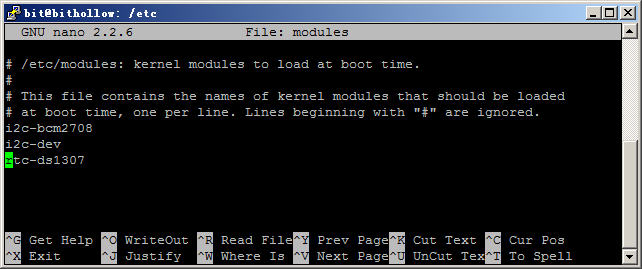 bit@bithollow: /etc
GNU nano 2.2.6 File: modules
# /etc/modules: kernel modules to load at boot time.
#
# This file contains the names of kernel modules that should be loaded
# at boot time, one per line. Lines beginning with "#" are ignored.
i2c-bcm2708
i2c-dev
rtc-ds1307
^G Get Help ^O WriteOut ^R Read File ^Y Prev Page ^K Cut Text ^C Cur Pos
^X Exit ^J Justify ^W Where Is ^V Next Page ^U UnCut Tex ^T To Spell